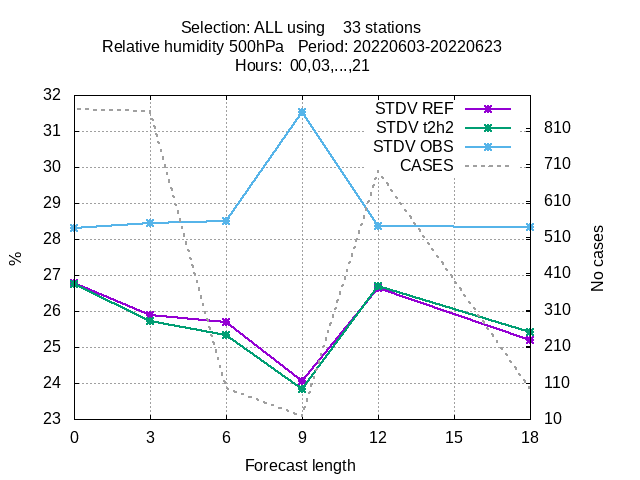 Selection: ALL using    33 stations
Relative humidity 500hPa   Period: 20220603-20220623
Hours:  00,03,...,21
STDV REF
STDV t2h2
STDV OBS
CASES
%
32
31
30
29
28
27
26
25
24
23
810
710
610
510
410
310
210
110
10
No cases
0 3 6 9 12 15 18
Forecast length